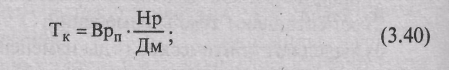 Тк = Врп · Нр/Дм ; (3.40)